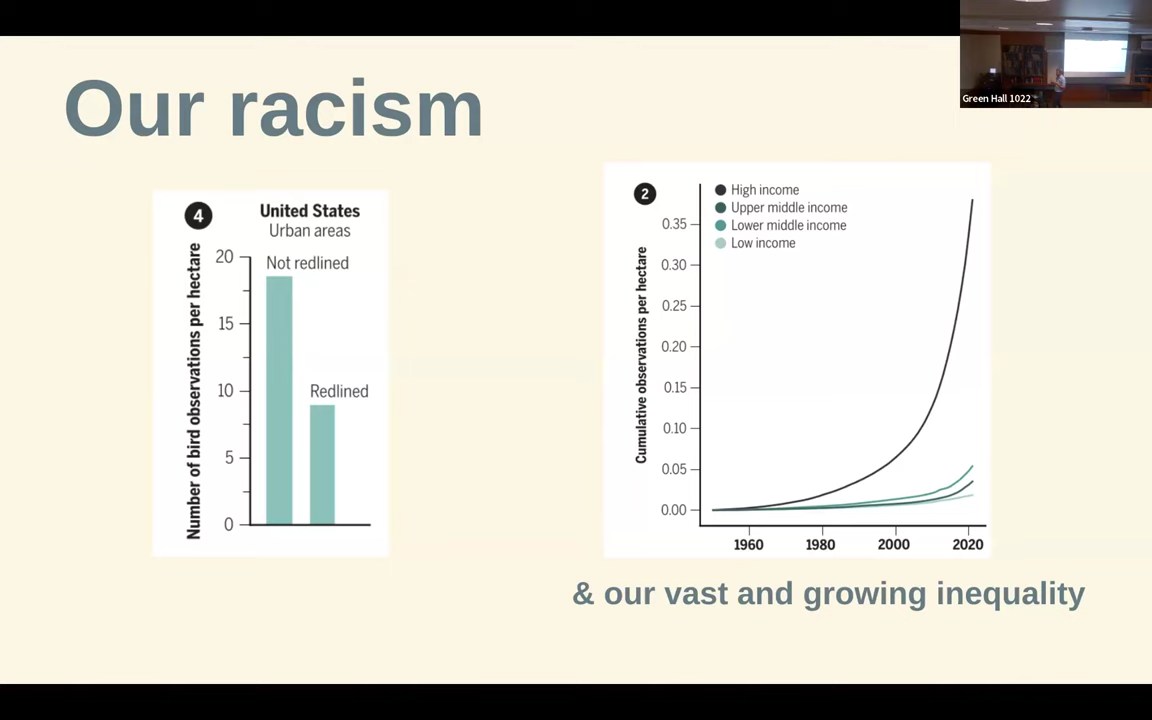 Our racism
Green Hall 1022
4
United States
Urban areas
Number of bird observations per hectare
20
15
10
5
0
Not redlined
Redlined
2
High income
Upper middle income
Lower middle income
Low income
Cumulative observations per hectare
0.35
0.30
0.25
0.20
0.15
0.10
0.05
0.00
1960 1980 2000 2020
& our vast and growing inequality